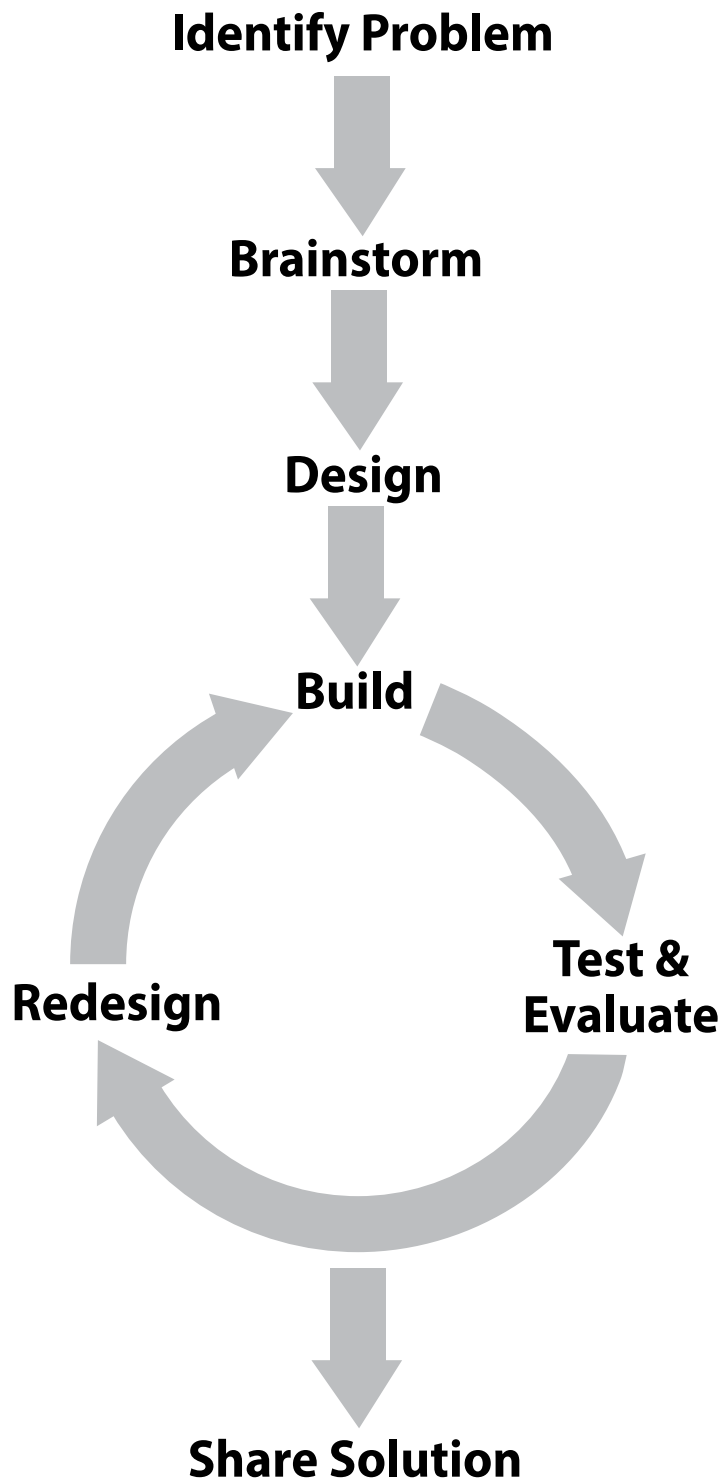 Identify Problem
Brainstorm
Design
Build
Test &
Evaluate
Redesign
Share Solution